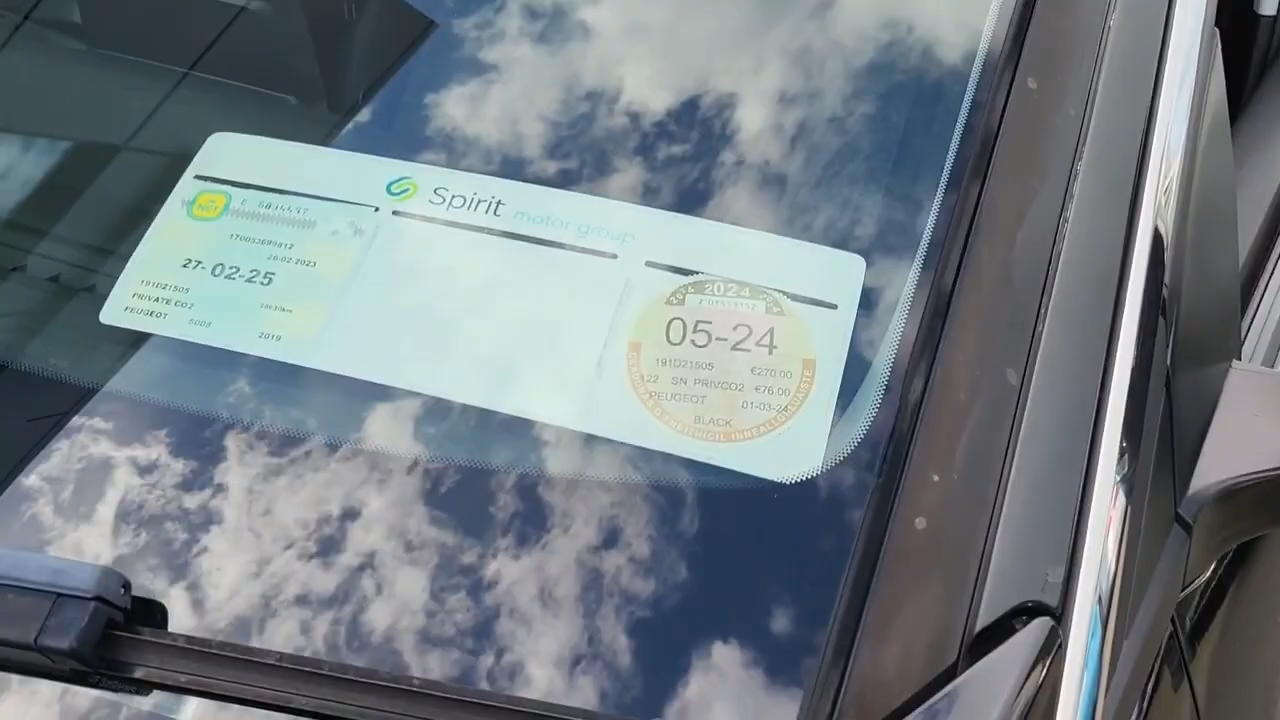 Spirit motor group
NCT
170053699812
26-02-2023
27-02-25
191D21505
PRIVATE CO2
PEUGEOT 5008
2019
2024
05-24
191D21505 €270.00
122 SN PRIVCO2 €76.00
PEUGEOT 01-03-24
BLACK